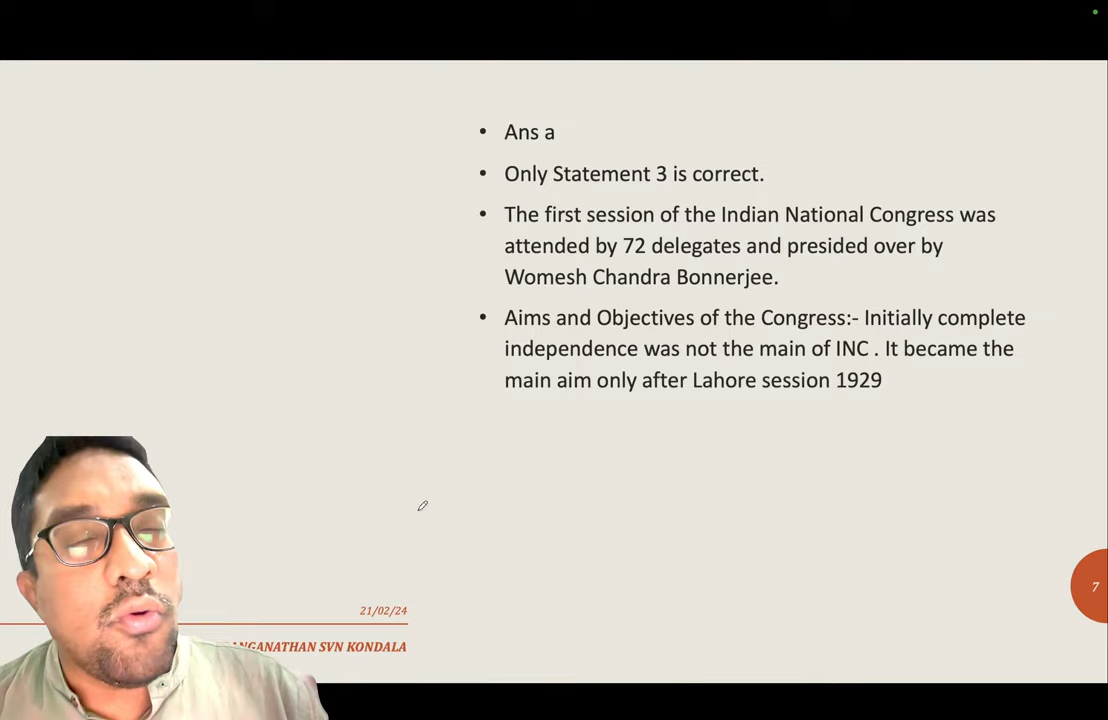 • Ans a
• Only Statement 3 is correct.
• The first session of the Indian National Congress was
attended by 72 delegates and presided over by
Womesh Chandra Bonnerjee.
• Aims and Objectives of the Congress:- Initially complete
independence was not the main of INC . It became the
main aim only after Lahore session 1929
21/02/24
SVN KONDALA
7